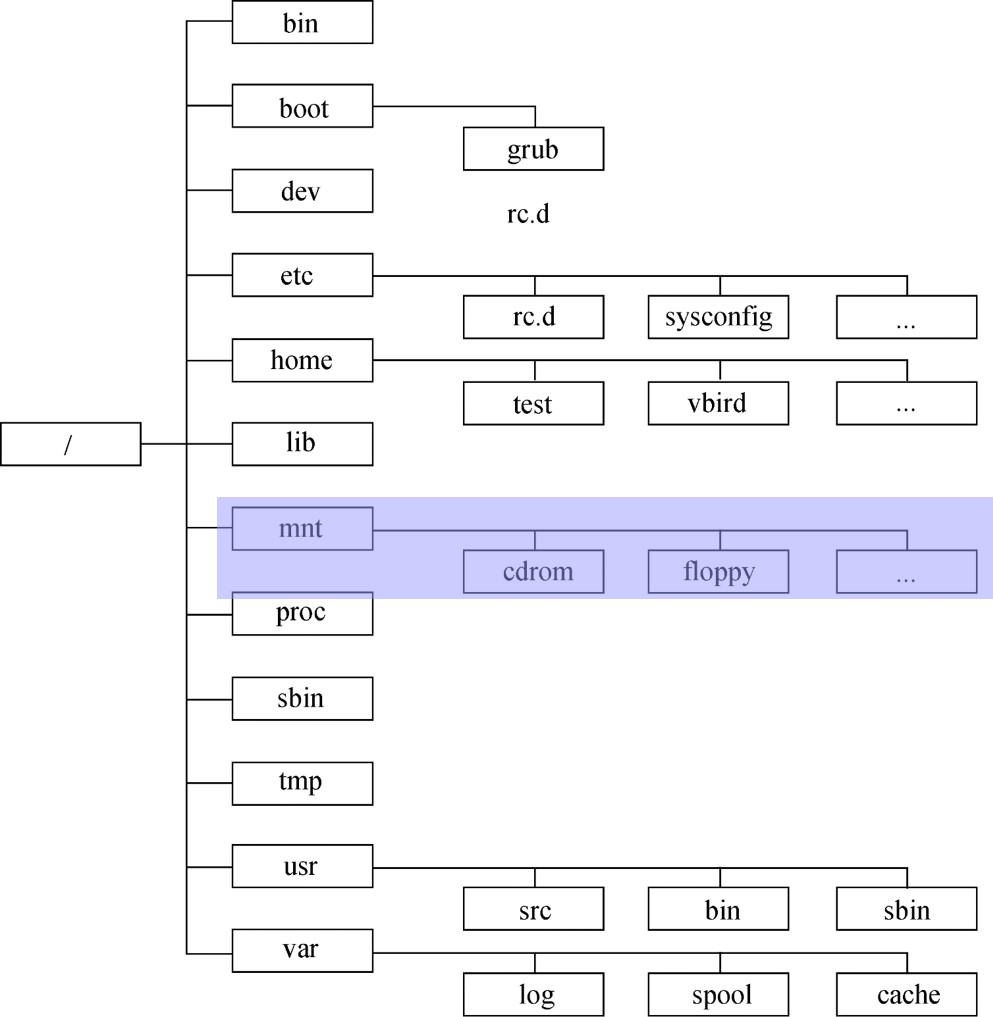 bin
boot
grub
dev
rc.d
etc
rc.d sysconfig ...
home
test vbird ...
/ lib
mnt
cdrom floppy ...
proc
sbin
tmp
usr
src bin sbin
var
log spool cache